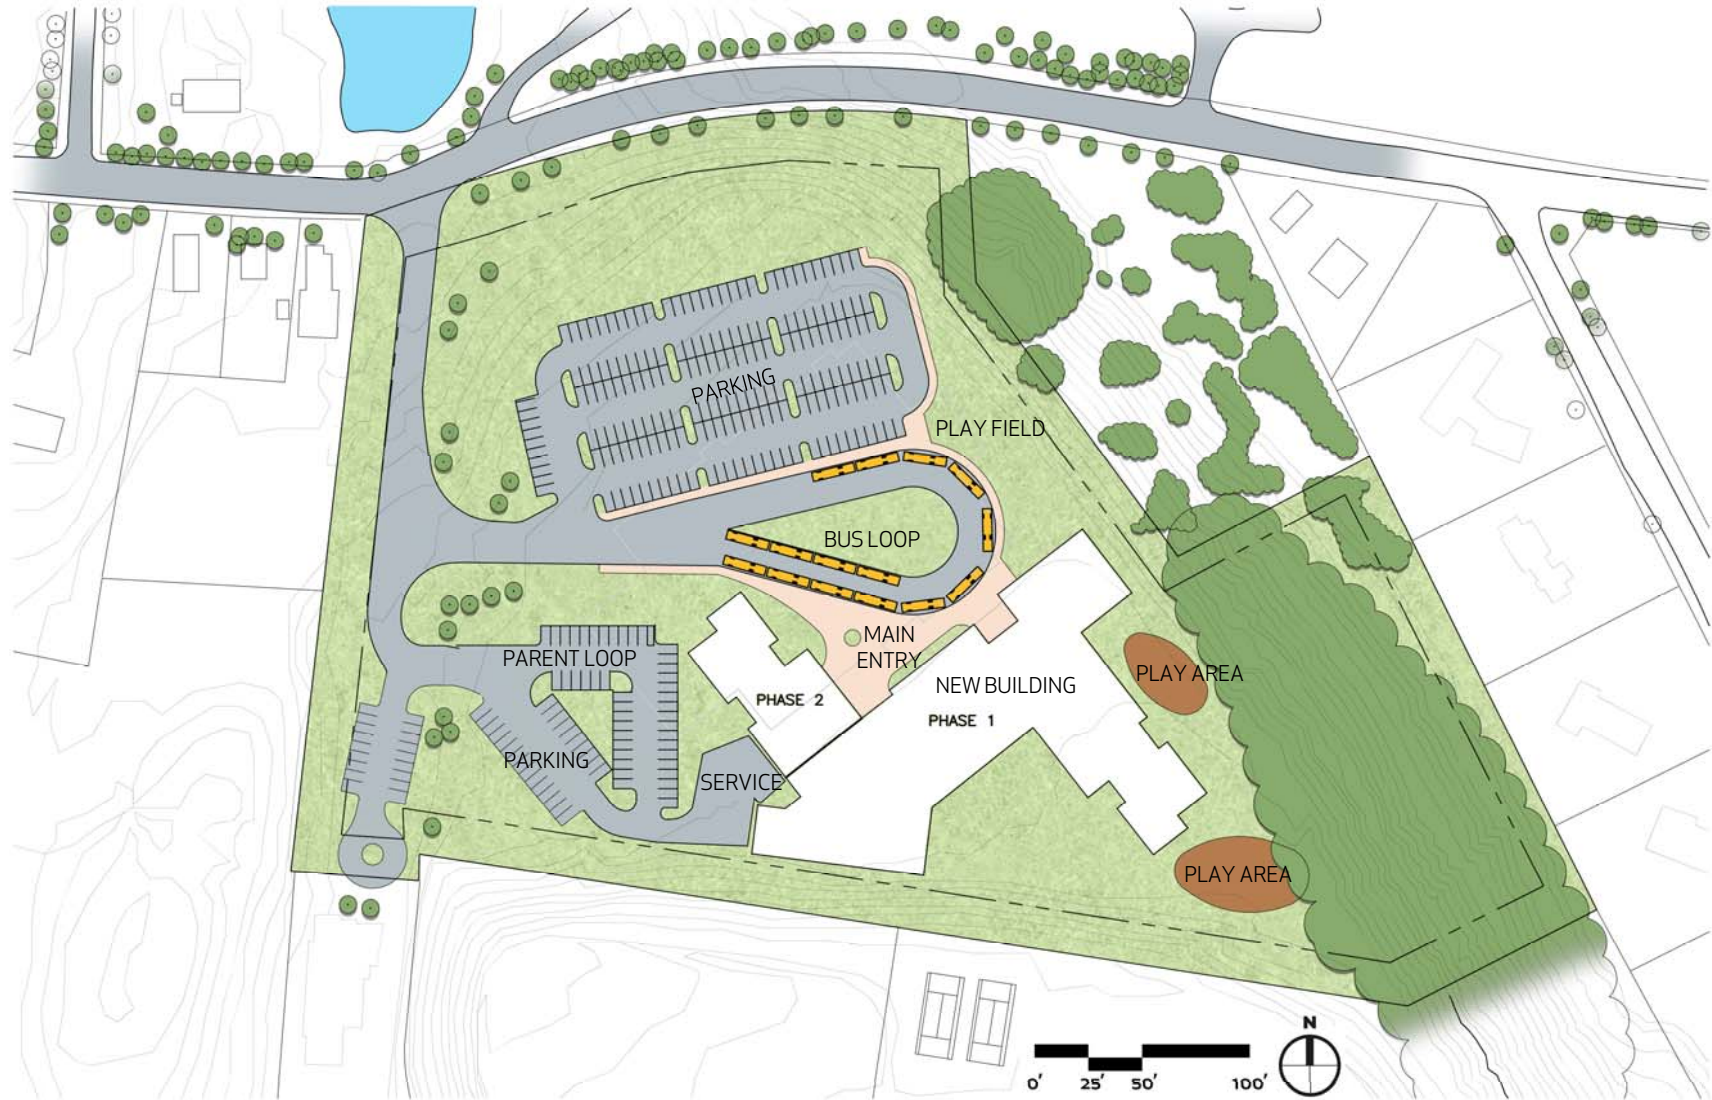 PARKING
PLAY FIELD
BUS LOOP
MAIN
ENTRY
PARENT LOOP
PLAY AREA
NEW BUILDING
PHASE 2
PHASE 1
PARKING
SERVICE
PLAY AREA
N
0' 25' 50' 100'